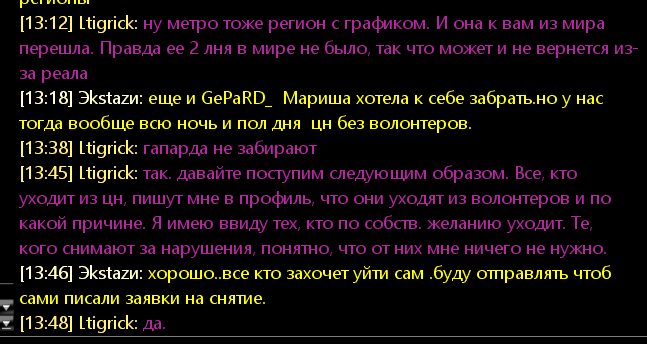 регионы
[13:12] Ltigrick: ну метро тоже регион с графиком. И она к вам из мира
перешла. Правда ее 2 лня в мире не было, так что может и не вернется из-
за реала
[13:18] Эkstazи: еще и GePaRD_  Мариша хотела к себе забрать.но у нас
тогда вообще всю ночь и пол дня  цн без волонтеров.
[13:38] Ltigrick: гапарда не забирают
[13:45] Ltigrick: так. давайте поступим следующим образом. Все, кто
уходит из цн, пишут мне в профиль, что они уходят из волонтеров и по
какой причине. Я имею ввиду тех, кто по собств. желанию уходит. Те,
кого снимают за нарушения, понятно, что от них мне ничего не нужно.
[13:46] Эkstazи: хорошо..все кто захочет уйти сам .буду отправлять чтоб
сами писали заявки на снятие.
[13:48] Ltigrick: да.